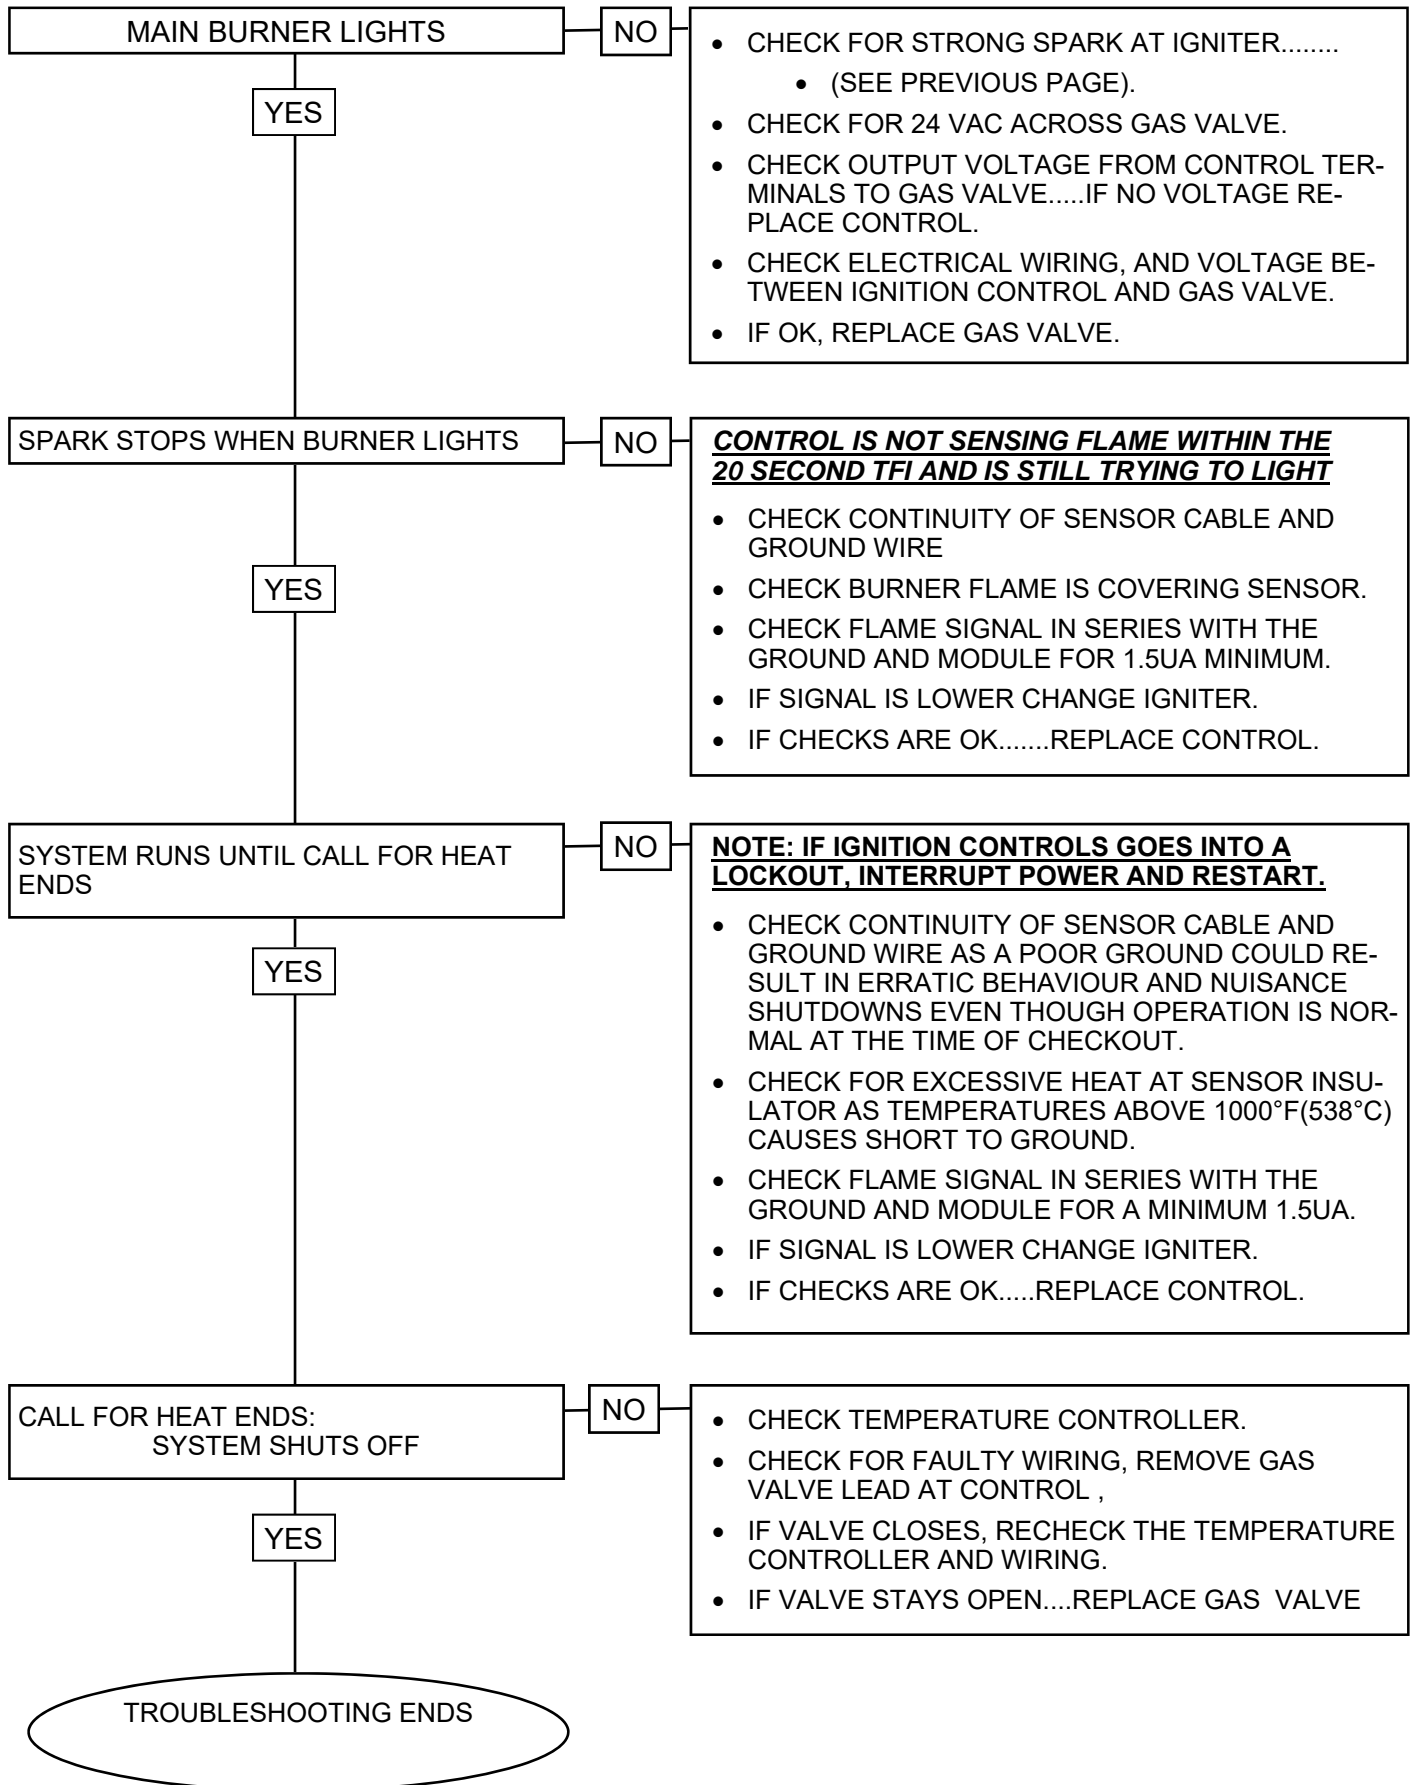 MAIN BURNER LIGHTS
NO
• CHECK FOR STRONG SPARK AT IGNITER........
• (SEE PREVIOUS PAGE).
• CHECK FOR 24 VAC ACROSS GAS VALVE.
• CHECK OUTPUT VOLTAGE FROM CONTROL TER-
MINALS TO GAS VALVE.....IF NO VOLTAGE RE-
PLACE CONTROL.
• CHECK ELECTRICAL WIRING, AND VOLTAGE BE-
TWEEN IGNITION CONTROL AND GAS VALVE.
• IF OK, REPLACE GAS VALVE.
YES
SPARK STOPS WHEN BURNER LIGHTS
NO
CONTROL IS NOT SENSING FLAME WITHIN THE
20 SECOND TFI AND IS STILL TRYING TO LIGHT
• CHECK CONTINUITY OF SENSOR CABLE AND
GROUND WIRE
• CHECK BURNER FLAME IS COVERING SENSOR.
• CHECK FLAME SIGNAL IN SERIES WITH THE
GROUND AND MODULE FOR 1.5UA MINIMUM.
• IF SIGNAL IS LOWER CHANGE IGNITER.
• IF CHECKS ARE OK.......REPLACE CONTROL.
YES
SYSTEM RUNS UNTIL CALL FOR HEAT
ENDS
NO
NOTE: IF IGNITION CONTROLS GOES INTO A
LOCKOUT, INTERRUPT POWER AND RESTART.
• CHECK CONTINUITY OF SENSOR CABLE AND
GROUND WIRE AS A POOR GROUND COULD RE-
SULT IN ERRATIC BEHAVIOUR AND NUISANCE
SHUTDOWNS EVEN THOUGH OPERATION IS NOR-
MAL AT THE TIME OF CHECKOUT.
• CHECK FOR EXCESSIVE HEAT AT SENSOR INSU-
LATOR AS TEMPERATURES ABOVE 1000°F(538°C)
CAUSES SHORT TO GROUND.
• CHECK FLAME SIGNAL IN SERIES WITH THE
GROUND AND MODULE FOR A MINIMUM 1.5UA.
• IF SIGNAL IS LOWER CHANGE IGNITER.
• IF CHECKS ARE OK.....REPLACE CONTROL.
YES
CALL FOR HEAT ENDS:
SYSTEM SHUTS OFF
NO
• CHECK TEMPERATURE CONTROLLER.
• CHECK FOR FAULTY WIRING, REMOVE GAS
VALVE LEAD AT CONTROL ,
• IF VALVE CLOSES, RECHECK THE TEMPERATURE
CONTROLLER AND WIRING.
• IF VALVE STAYS OPEN....REPLACE GAS VALVE
YES
TROUBLESHOOTING ENDS